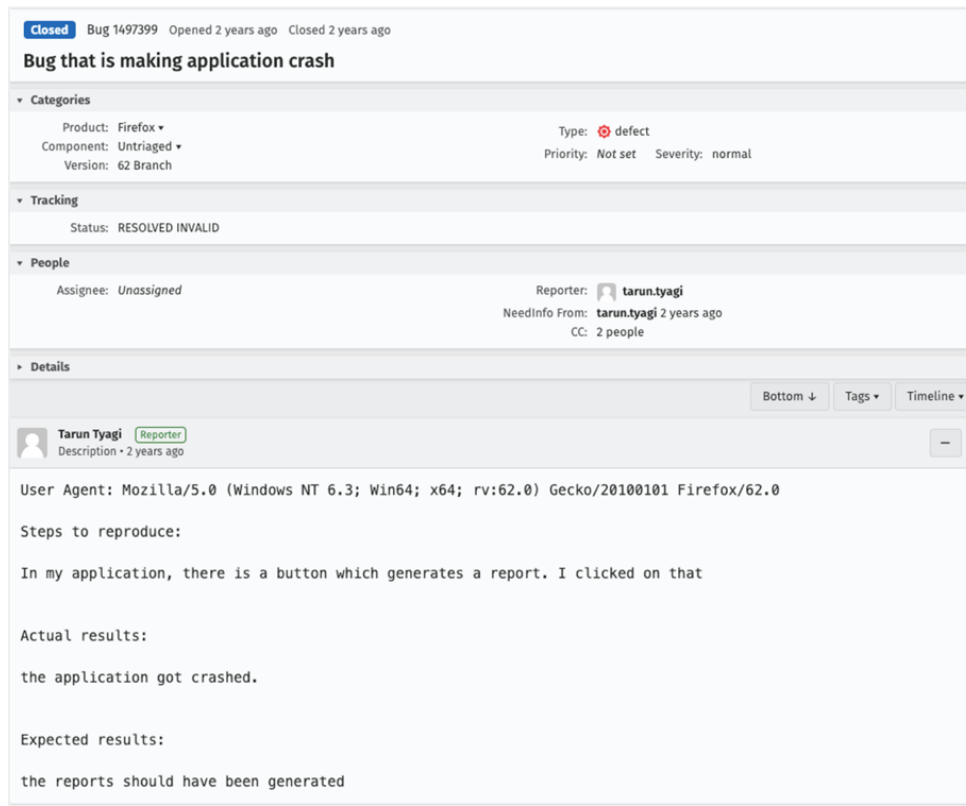 Closed Bug 1497399 Opened 2 years ago Closed 2 years ago
Bug that is making application crash
▾ Categories
Product: Firefox ▾
Component: Untriaged ▾
Version: 62 Branch
Type: defect
Priority: Not set Severity: normal
▾ Tracking
Status: RESOLVED INVALID
▾ People
Assignee: Unassigned
Reporter: tarun.tyagi
NeedInfo From: tarun.tyagi 2 years ago
CC: 2 people
▸ Details
Bottom ↓ Tags ▾ Timeline ▾
Tarun Tyagi Reporter
Description • 2 years ago
−
User Agent: Mozilla/5.0 (Windows NT 6.3; Win64; x64; rv:62.0) Gecko/20100101 Firefox/62.0
Steps to reproduce:
In my application, there is a button which generates a report. I clicked on that
Actual results:
the application got crashed.
Expected results:
the reports should have been generated